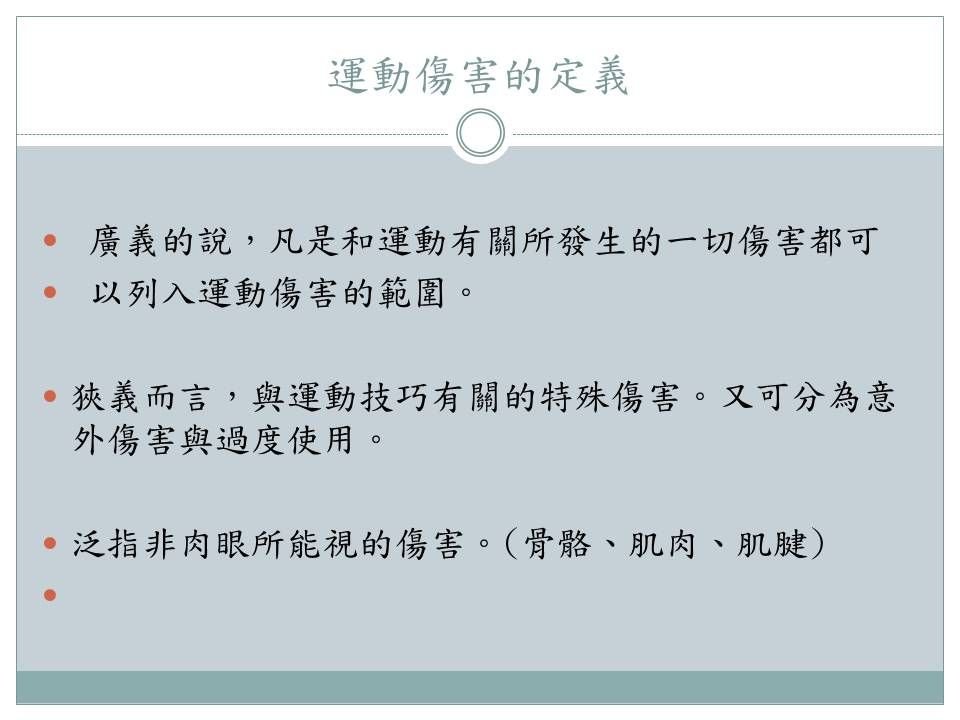 運動傷害的定義
廣義的說，凡是和運動有關所發生的一切傷害都可
以列入運動傷害的範圍。
狹義而言，與運動技巧有關的特殊傷害。又可分為意
外傷害與過度使用。
泛指非肉眼所能視的傷害。(骨骼、肌肉、肌腱)